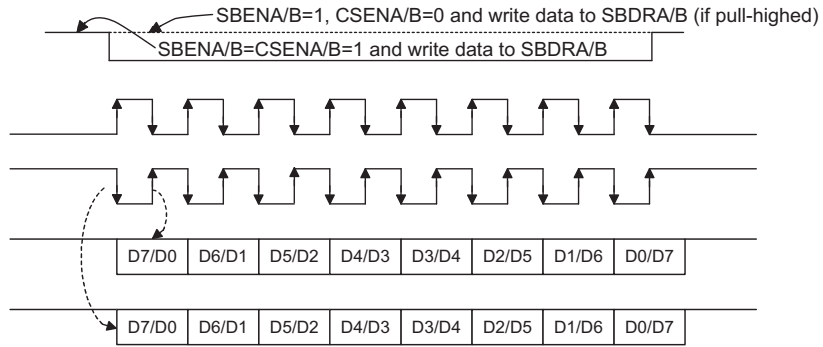 SBENA/B=1, CSENA/B=0 and write data to SBDRA/B (if pull-highed)
SBENA/B=CSENA/B=1 and write data to SBDRA/B
D7/D0 D6/D1 D5/D2 D4/D3 D3/D4 D2/D5 D1/D6 D0/D7
D7/D0 D6/D1 D5/D2 D4/D3 D3/D4 D2/D5 D1/D6 D0/D7